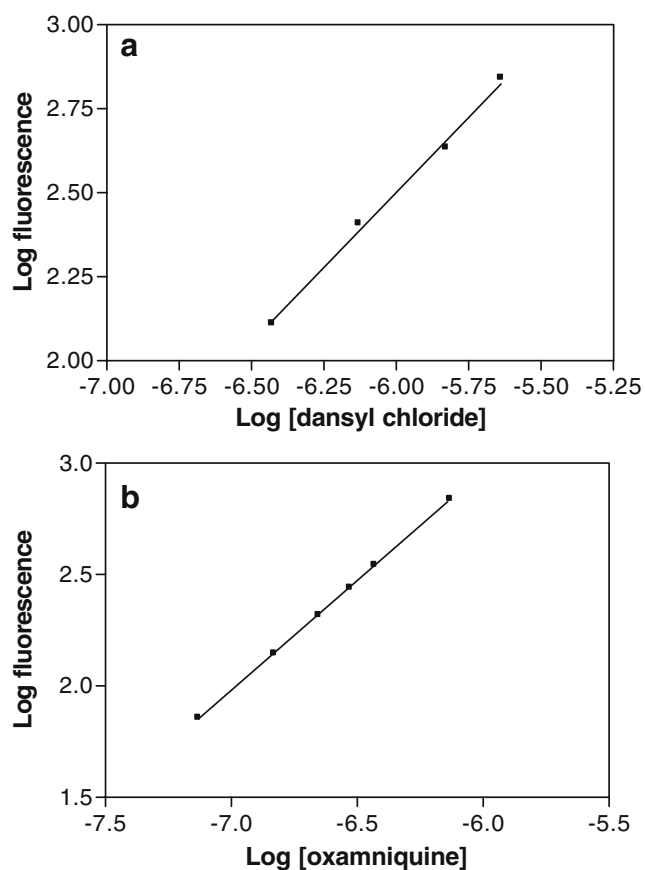 a
3.00
2.75
2.50
2.25
2.00
Log fluorescence
-7.00 -6.75 -6.50 -6.25 -6.00 -5.75 -5.50 -5.25
Log [dansyl chloride]
b
3.0
2.5
2.0
1.5
Log fluorescence
-7.5 -7.0 -6.5 -6.0 -5.5
Log [oxamniquine]